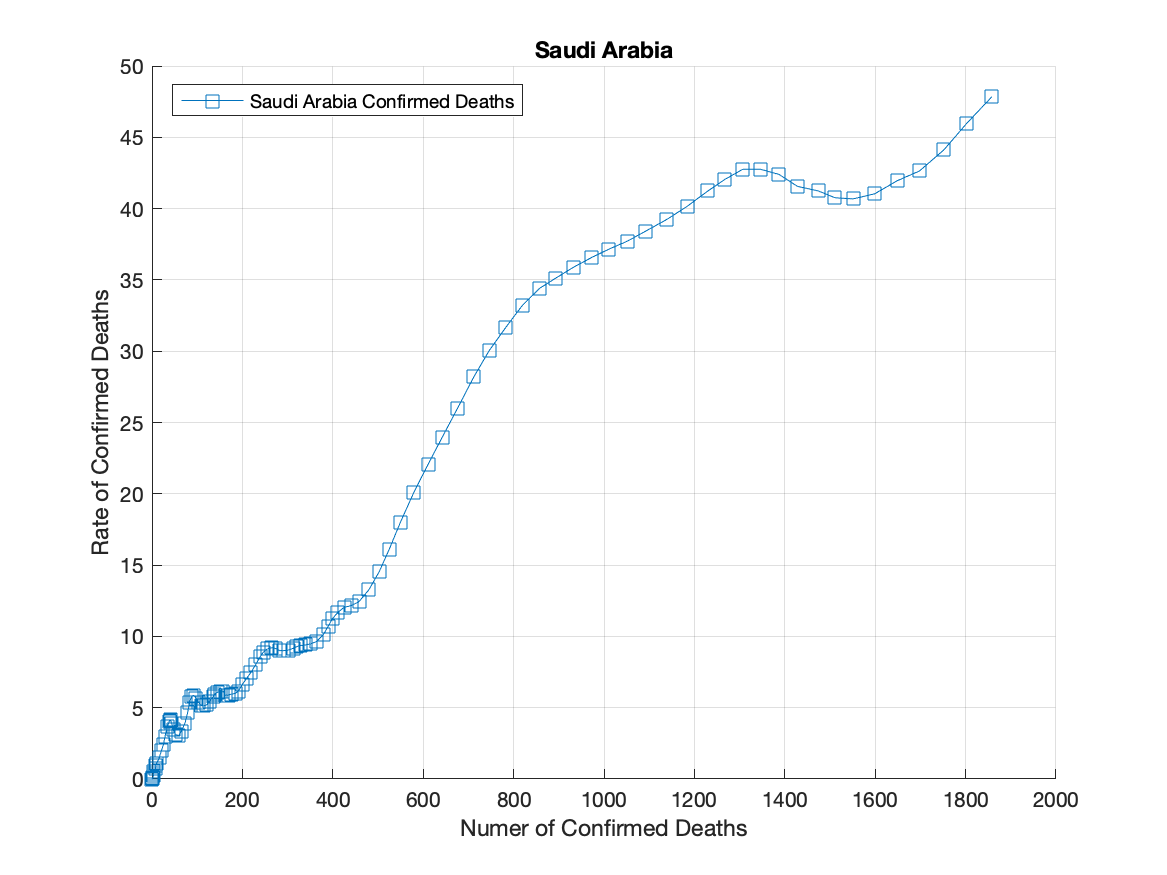 Saudi Arabia
Saudi Arabia Confirmed Deaths
50
45
40
35
30
25
20
15
10
5
0
Rate of Confirmed Deaths
0 200 400 600 800 1000 1200 1400 1600 1800 2000
Numer of Confirmed Deaths